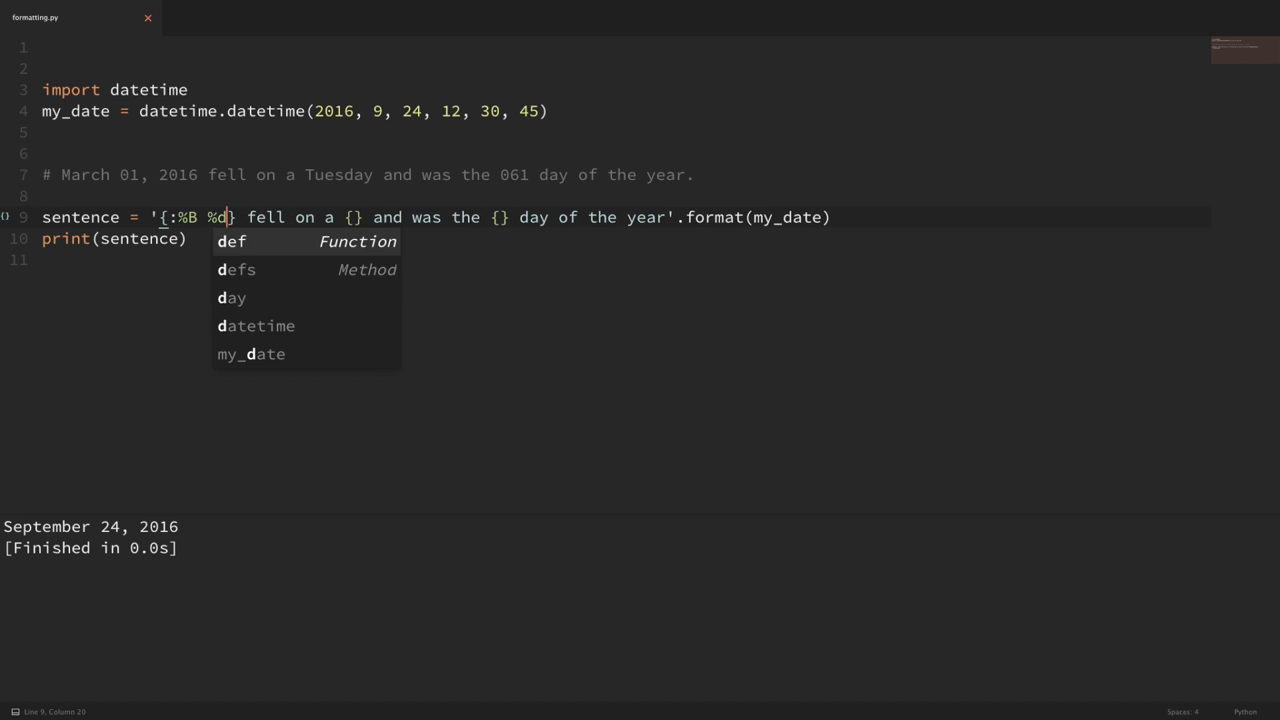 formatting.py
1
2
3 import datetime
4 my_date = datetime.datetime(2016, 9, 24, 12, 30, 45)
5
6
7 # March 01, 2016 fell on a Tuesday and was the 061 day of the year.
8
{} 9 sentence = '{:%B %d} fell on a {} and was the {} day of the year'.format(my_date)
10 print(sentence)
11
def Function
defs Method
day
datetime
my_date
September 24, 2016
[Finished in 0.0s]
Line 9, Column 20 Spaces: 4 Python